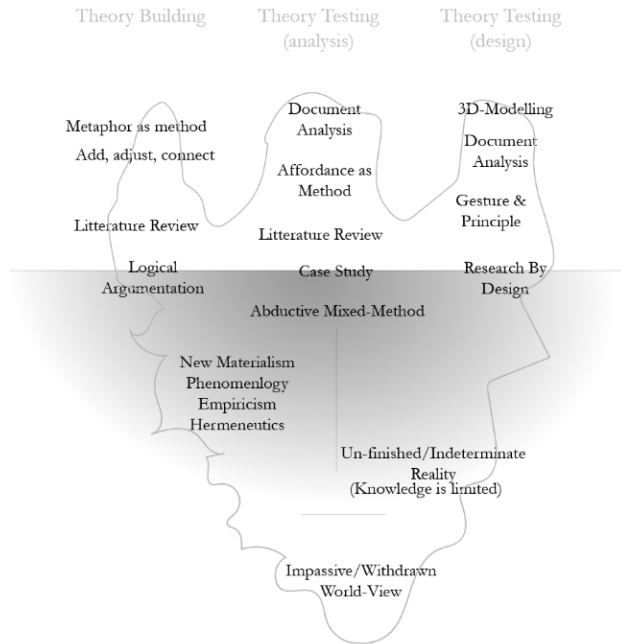 Theory Building
Theory Testing
(analysis)
Theory Testing
(design)
Metaphor as method
Add, adjust, connect
Litterature Review
Logical
Argumentation
Document
Analysis
Affordance as
Method
Litterature Review
Case Study
3D-Modelling
Document
Analysis
Gesture &
Principle
Research By
Design
Abductive Mixed-Method
New Materialism
Phenomenlogy
Empiricism
Hermeneutics
Un-finished/Indeterminate
Reality
(Knowledge is limited)
Impassive/Withdrawn
World-View